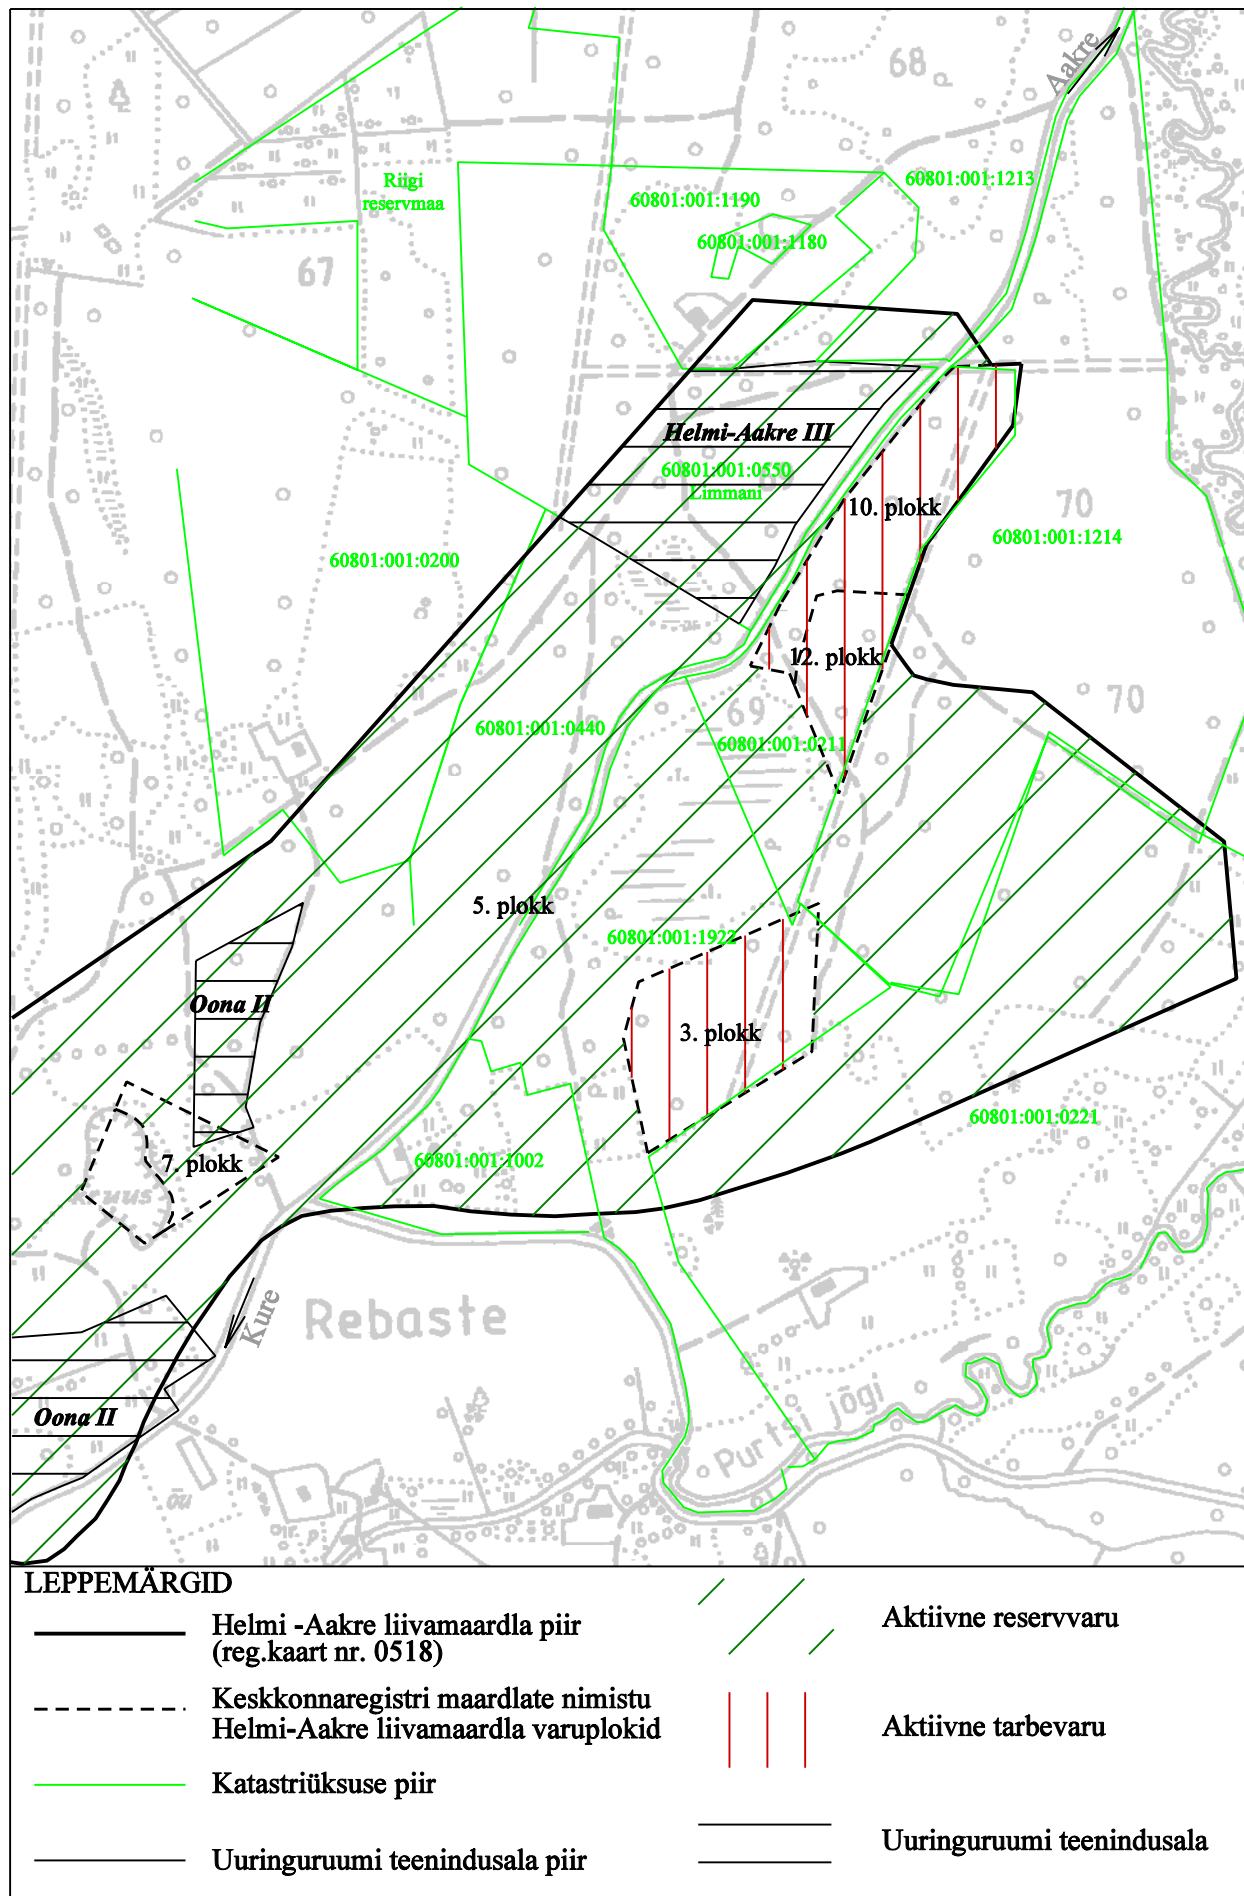 68
Aakre
Riigi
reservmaa
60801:001:1213
60801:001:1190
60801:001:1180
67
Helmi-Aakre III
60801:001:0550
Limmani
10. plokk
70
60801:001:1214
60801:001:0200
12. plokk
70
69
60801:001:0440
60801:001:0211
5. plokk
60801:001:1922
Oona II
3. plokk
60801:001:0221
7. plokk
60801:001:1002
Kuus
Kure
Rebaste
Oona II
Purtsi jõgi
õu
LEPPEMÄRGID
Helmi -Aakre liivamaardla piir
(reg.kaart nr. 0518)
Aktiivne reservvaru
Keskkonnaregistri maardlate nimistu
Helmi-Aakre liivamaardla varuplokid
Aktiivne tarbevaru
Katastriüksuse piir
Uuringuruumi teenindusala
Uuringuruumi teenindusala piir